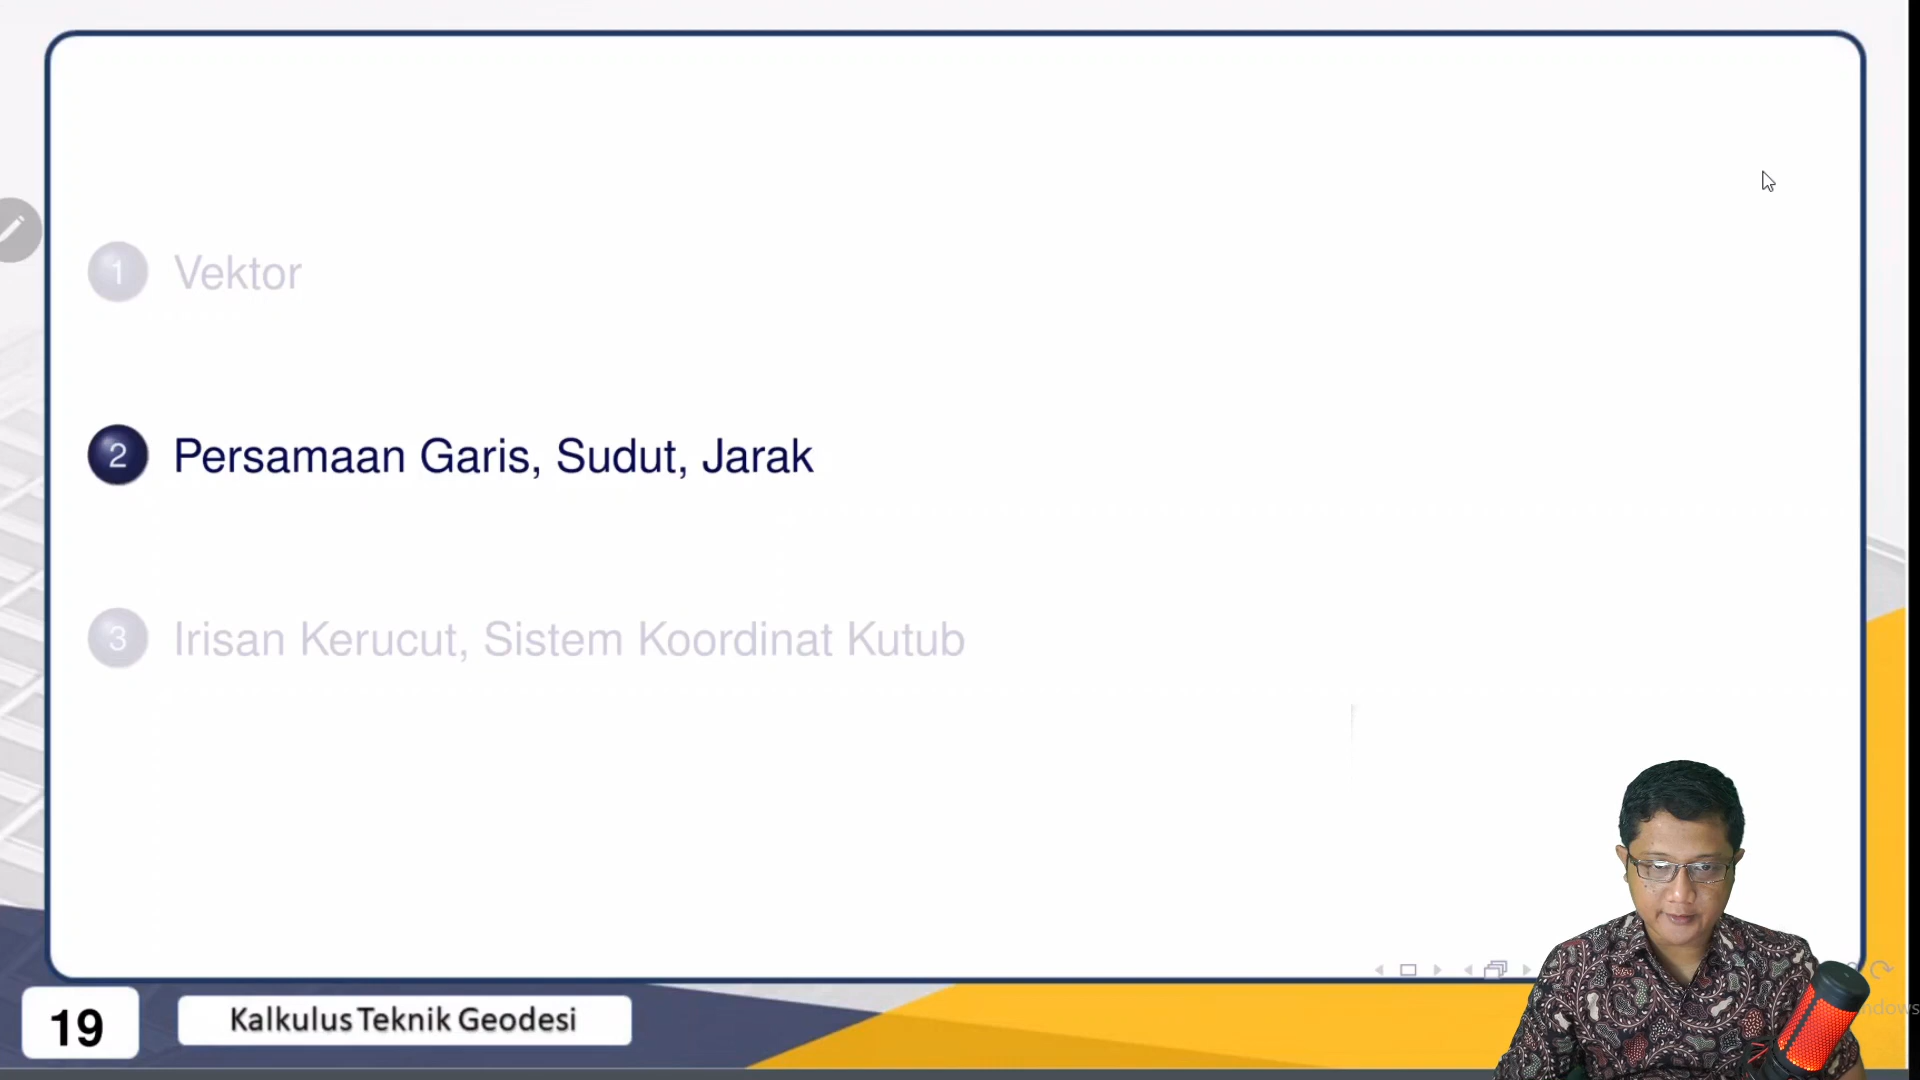 1 Vektor
2 Persamaan Garis, Sudut, Jarak
3 Irisan Kerucut, Sistem Koordinat Kutub
19 Kalkulus Teknik Geodesi